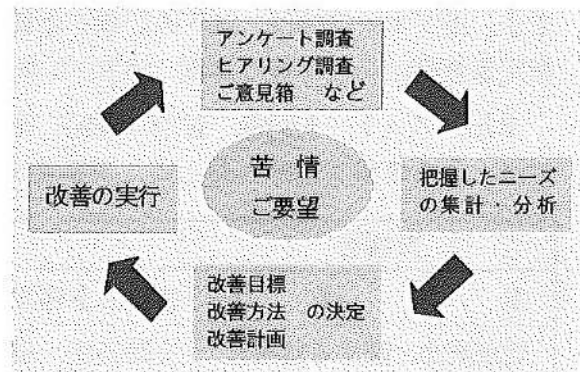 アンケート調査
ヒアリング調査
ご意見箱　など
苦　情
ご要望
改善の実行
把握したニーズ
の集計・分析
改善目標
改善方法　の決定
改善計画